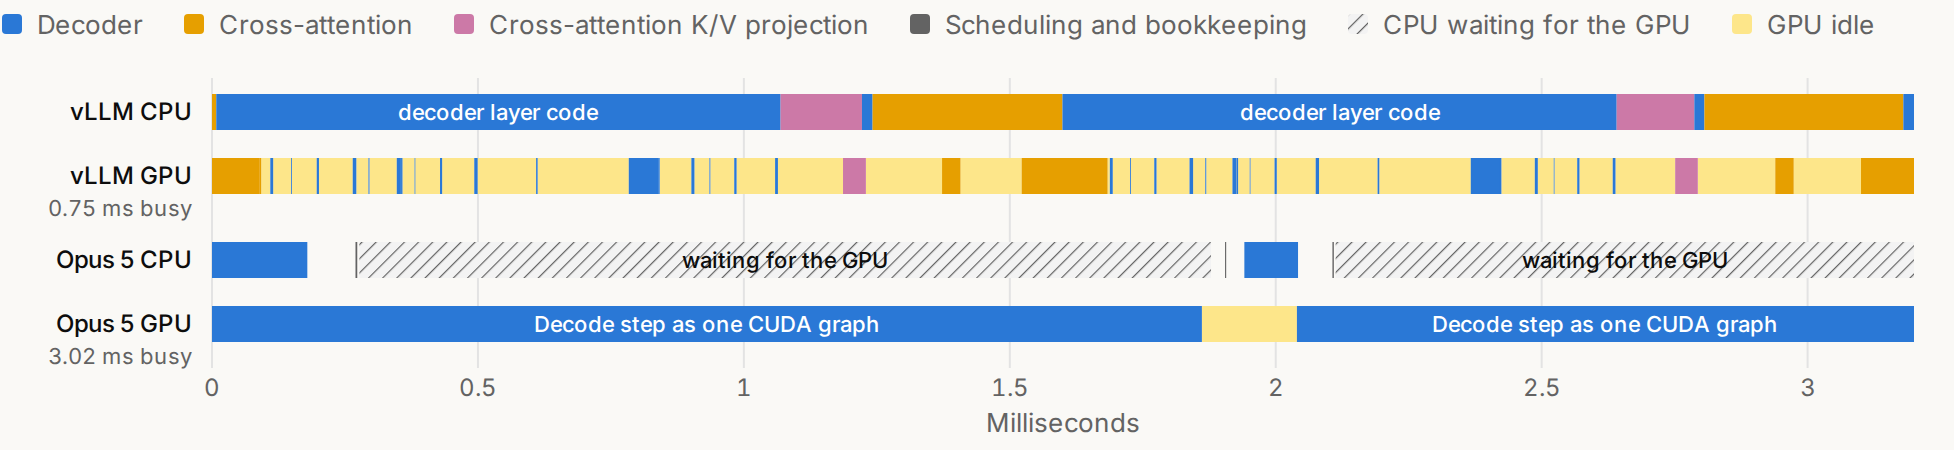 Decoder Cross-attention Cross-attention K/V projection Scheduling and bookkeeping CPU waiting for the GPU GPU idle
vLLM CPU decoder layer code decoder layer code
vLLM GPU
0.75 ms busy
Opus 5 CPU waiting for the GPU waiting for the GPU
Opus 5 GPU Decode step as one CUDA graph Decode step as one CUDA graph
3.02 ms busy
0 0.5 1 1.5 2 2.5 3
Milliseconds